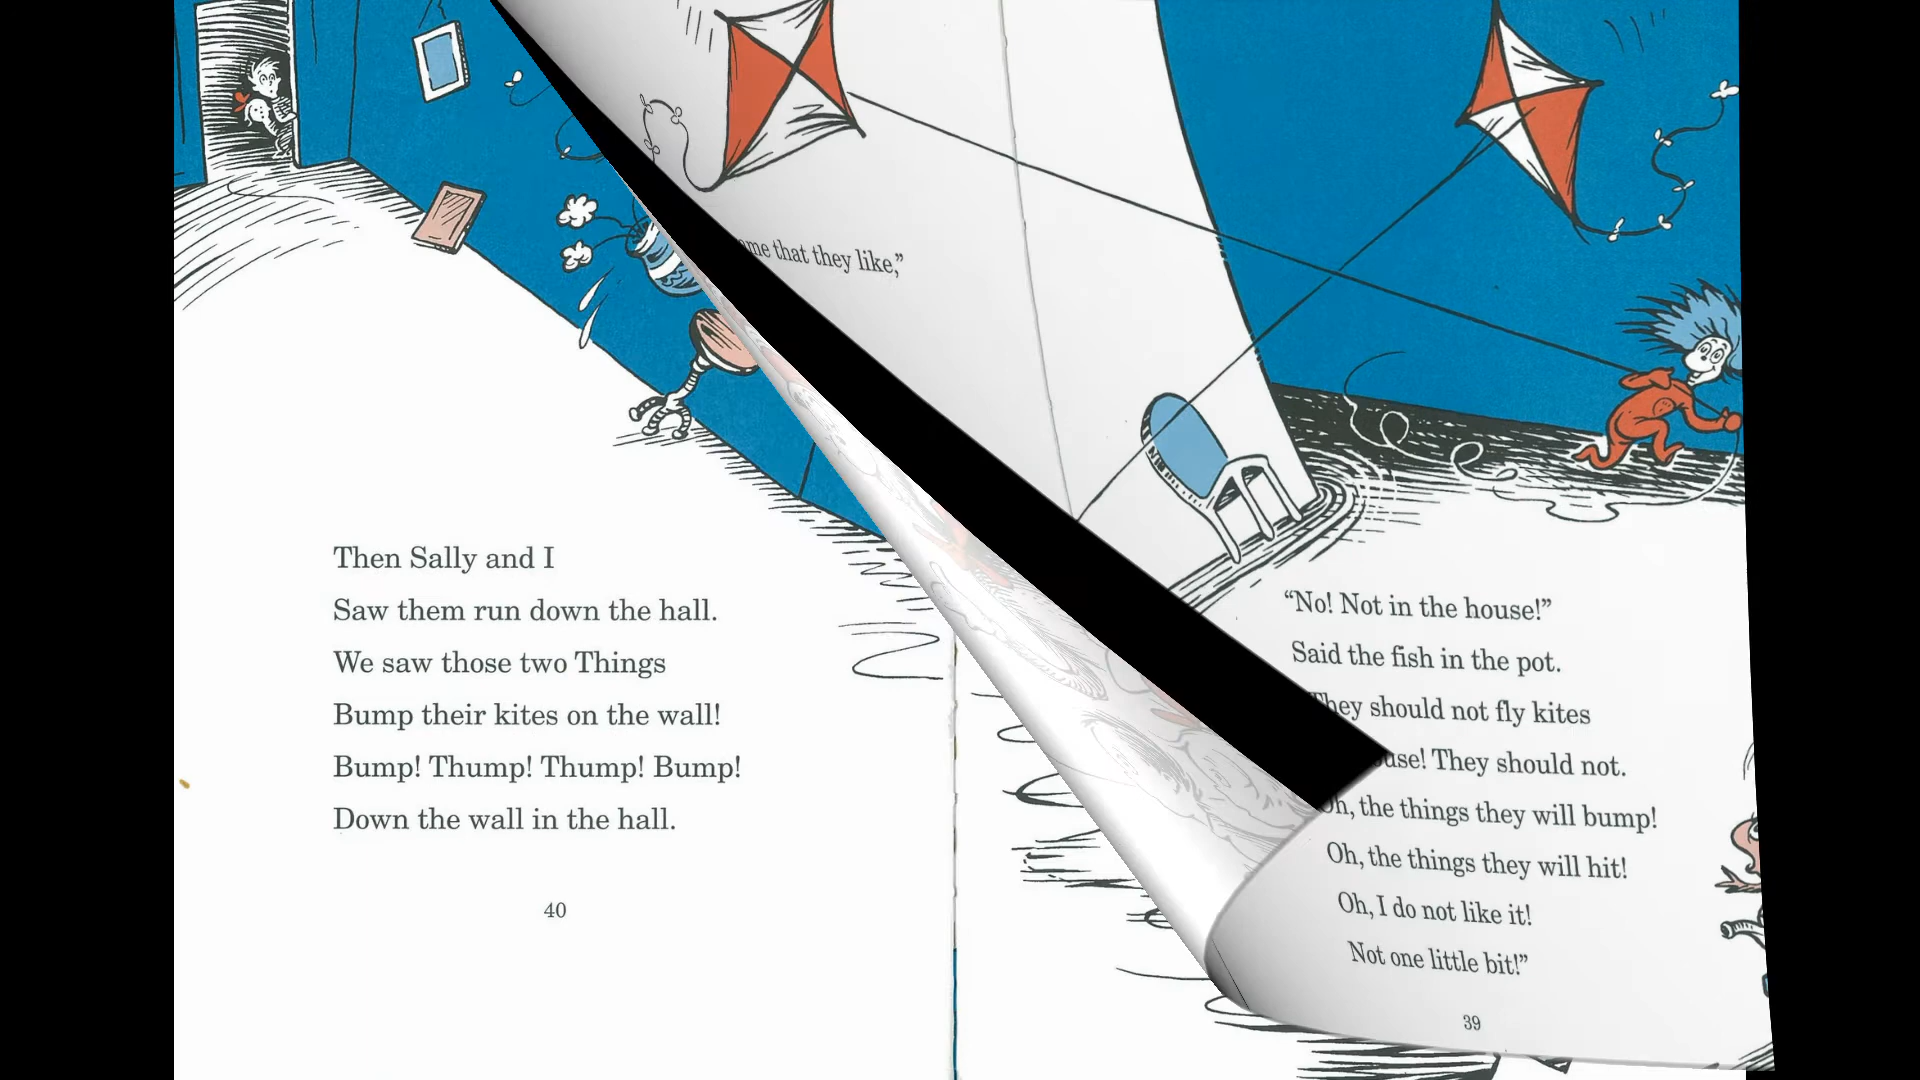 Then Sally and I
Saw them run down the hall.
We saw those two Things
Bump their kites on the wall!
Bump! Thump! Thump! Bump!
Down the wall in the hall.
40
that they like,”
“No! Not in the house!”
Said the fish in the pot.
should not fly kites
They should not.
the things they will bump!
Oh, the things they will hit!
Oh, I do not like it!
Not one little bit!”
39